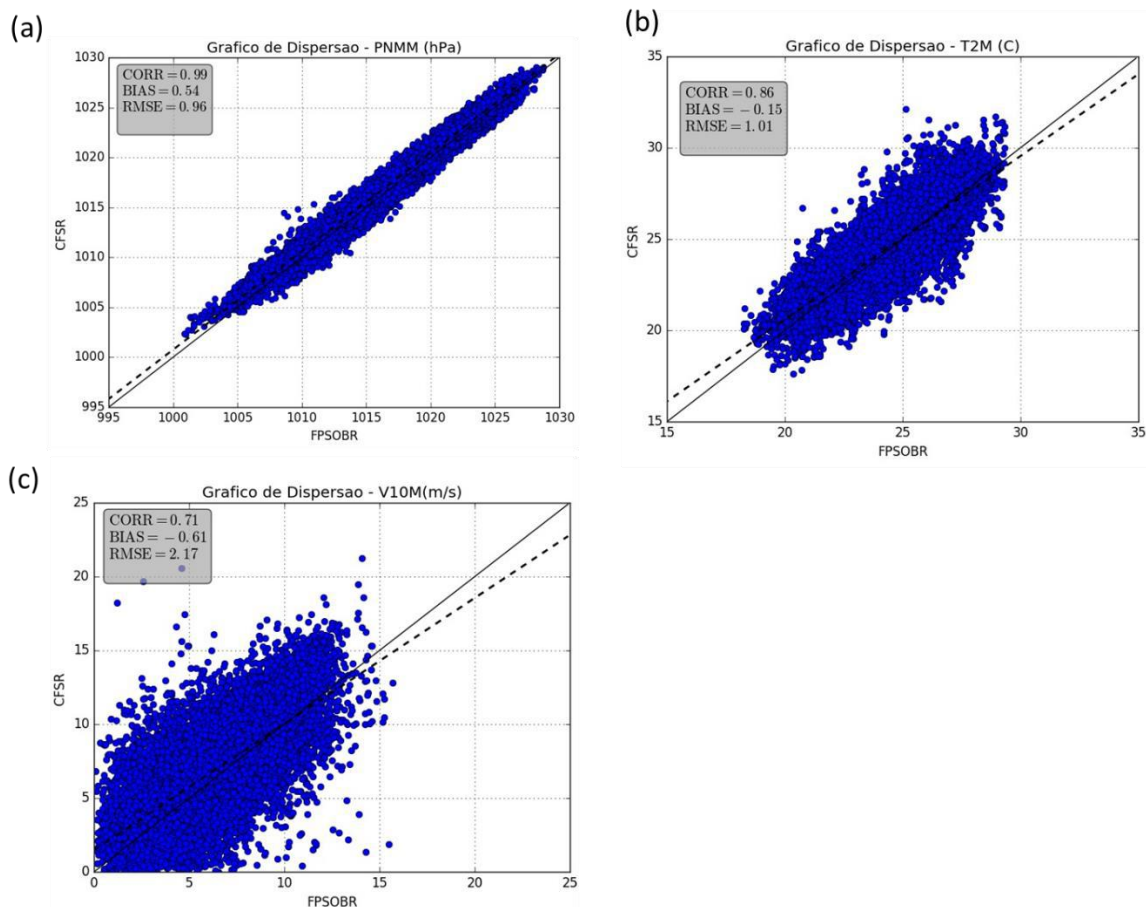 (a)
Grafico de Dispersao - PNMM (hPa)
CORR = 0.99
BIAS = 0.54
RMSE = 0.96
1030
1025
1020
1015
1010
1005
1000
995
CFSR
995 1000 1005 1010 1015 1020 1025 1030
FPSOBR
(b)
Grafico de Dispersao - T2M (C)
CORR = 0.86
BIAS = −0.15
RMSE = 1.01
35
30
25
20
15
CFSR
15 20 25 30 35
FPSOBR
(c)
Grafico de Dispersao - V10M(m/s)
CORR = 0.71
BIAS = −0.61
RMSE = 2.17
25
20
15
10
5
0
CFSR
0 5 10 15 20 25
FPSOBR